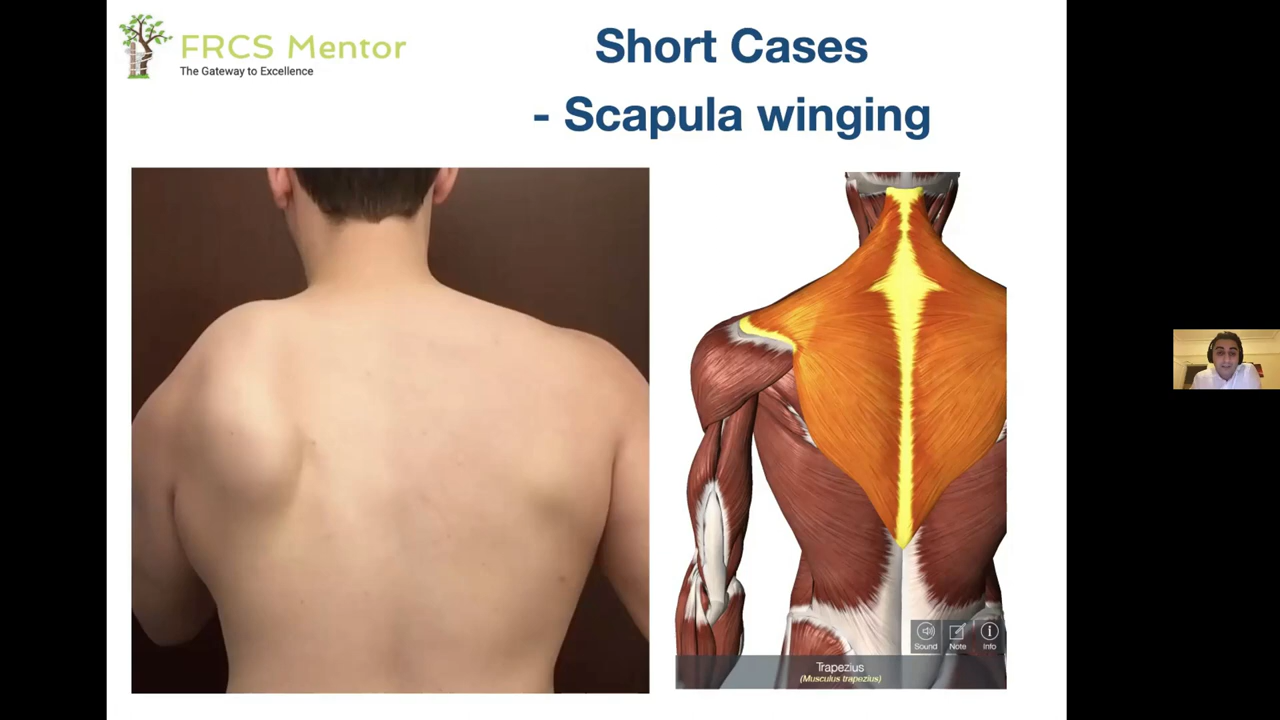 FRCS Mentor
The Gateway to Excellence
Short Cases
- Scapula winging
Sound
Note
Info
Trapezius
(Musculus trapezius)